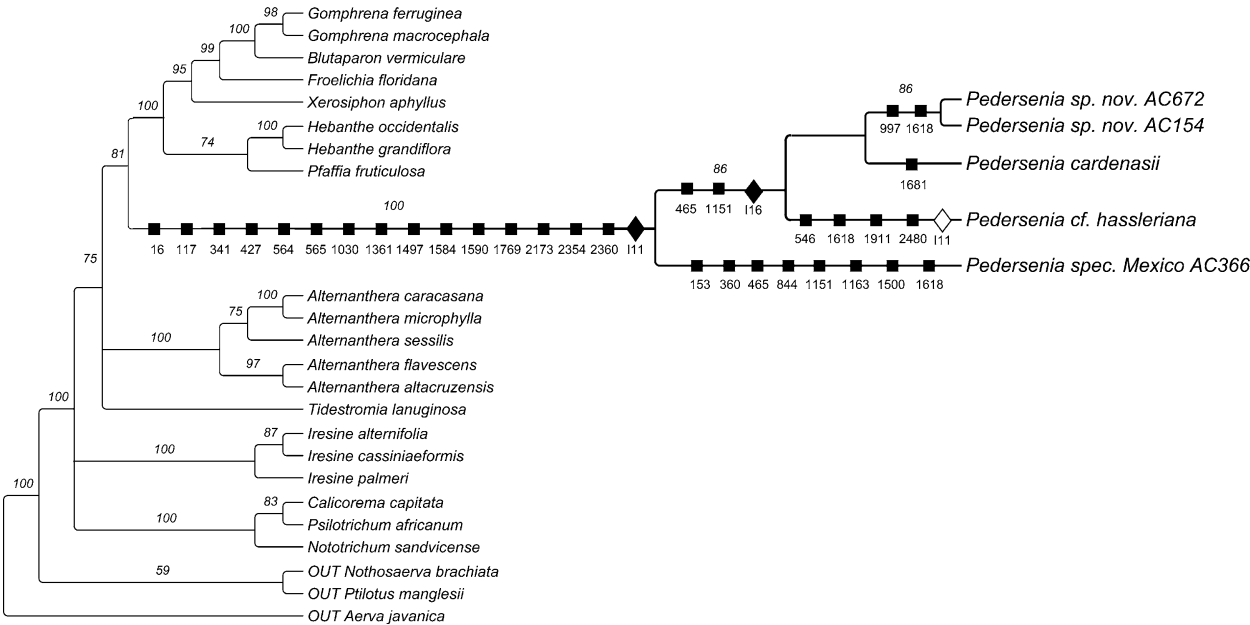 98
Gomphrena ferruginea
100
Gomphrena macrocephala
99
Blutaparon vermiculare
95
Froelichia floridana
100
Xerosiphon aphyllus
100
Hebanthe occidentalis
74
Hebanthe grandiflora
81
Pfaffia fruticulosa
86
Pedersenia sp. nov. AC672
997 1618
Pedersenia sp. nov. AC154
Pedersenia cardenasii
1681
86
465 1151 I16
Pedersenia cf. hassleriana
546 1618 1911 2480 I11
100
16 117 341 427 564 565 1030 1361 1497 1584 1590 1769 2173 2354 2360 I11
Pedersenia spec. Mexico AC366
153 360 465 844 1151 1163 1500 1618
75
100
Alternanthera caracasana
75
Alternanthera microphylla
100
Alternanthera sessilis
97
Alternanthera flavescens
Alternanthera altacruzensis
100
Tidestromia lanuginosa
87
Iresine alternifolia
100
Iresine cassiniaeformis
Iresine palmeri
100
83
Calicorema capitata
100
Psilotrichum africanum
Nototrichum sandvicense
59
OUT Nothosaerva brachiata
OUT Ptilotus manglesii
OUT Aerva javanica